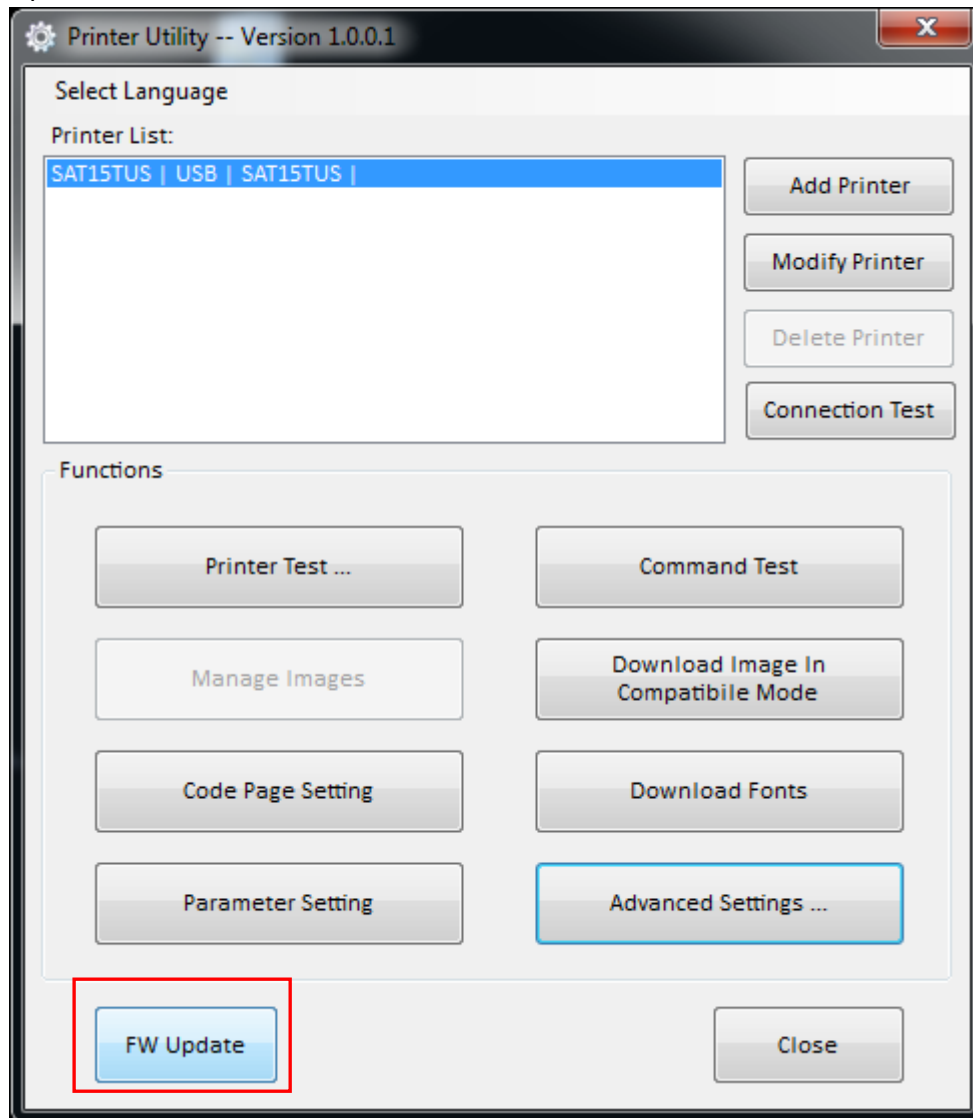 Printer Utility -- Version 1.0.0.1
x
Select Language
Printer List:
SAT15TUS | USB | SAT15TUS |
Add Printer
Modify Printer
Delete Printer
Connection Test
Functions
Printer Test ...
Command Test
Manage Images
Download Image In
Compatibile Mode
Code Page Setting
Download Fonts
Parameter Setting
Advanced Settings ...
FW Update
Close